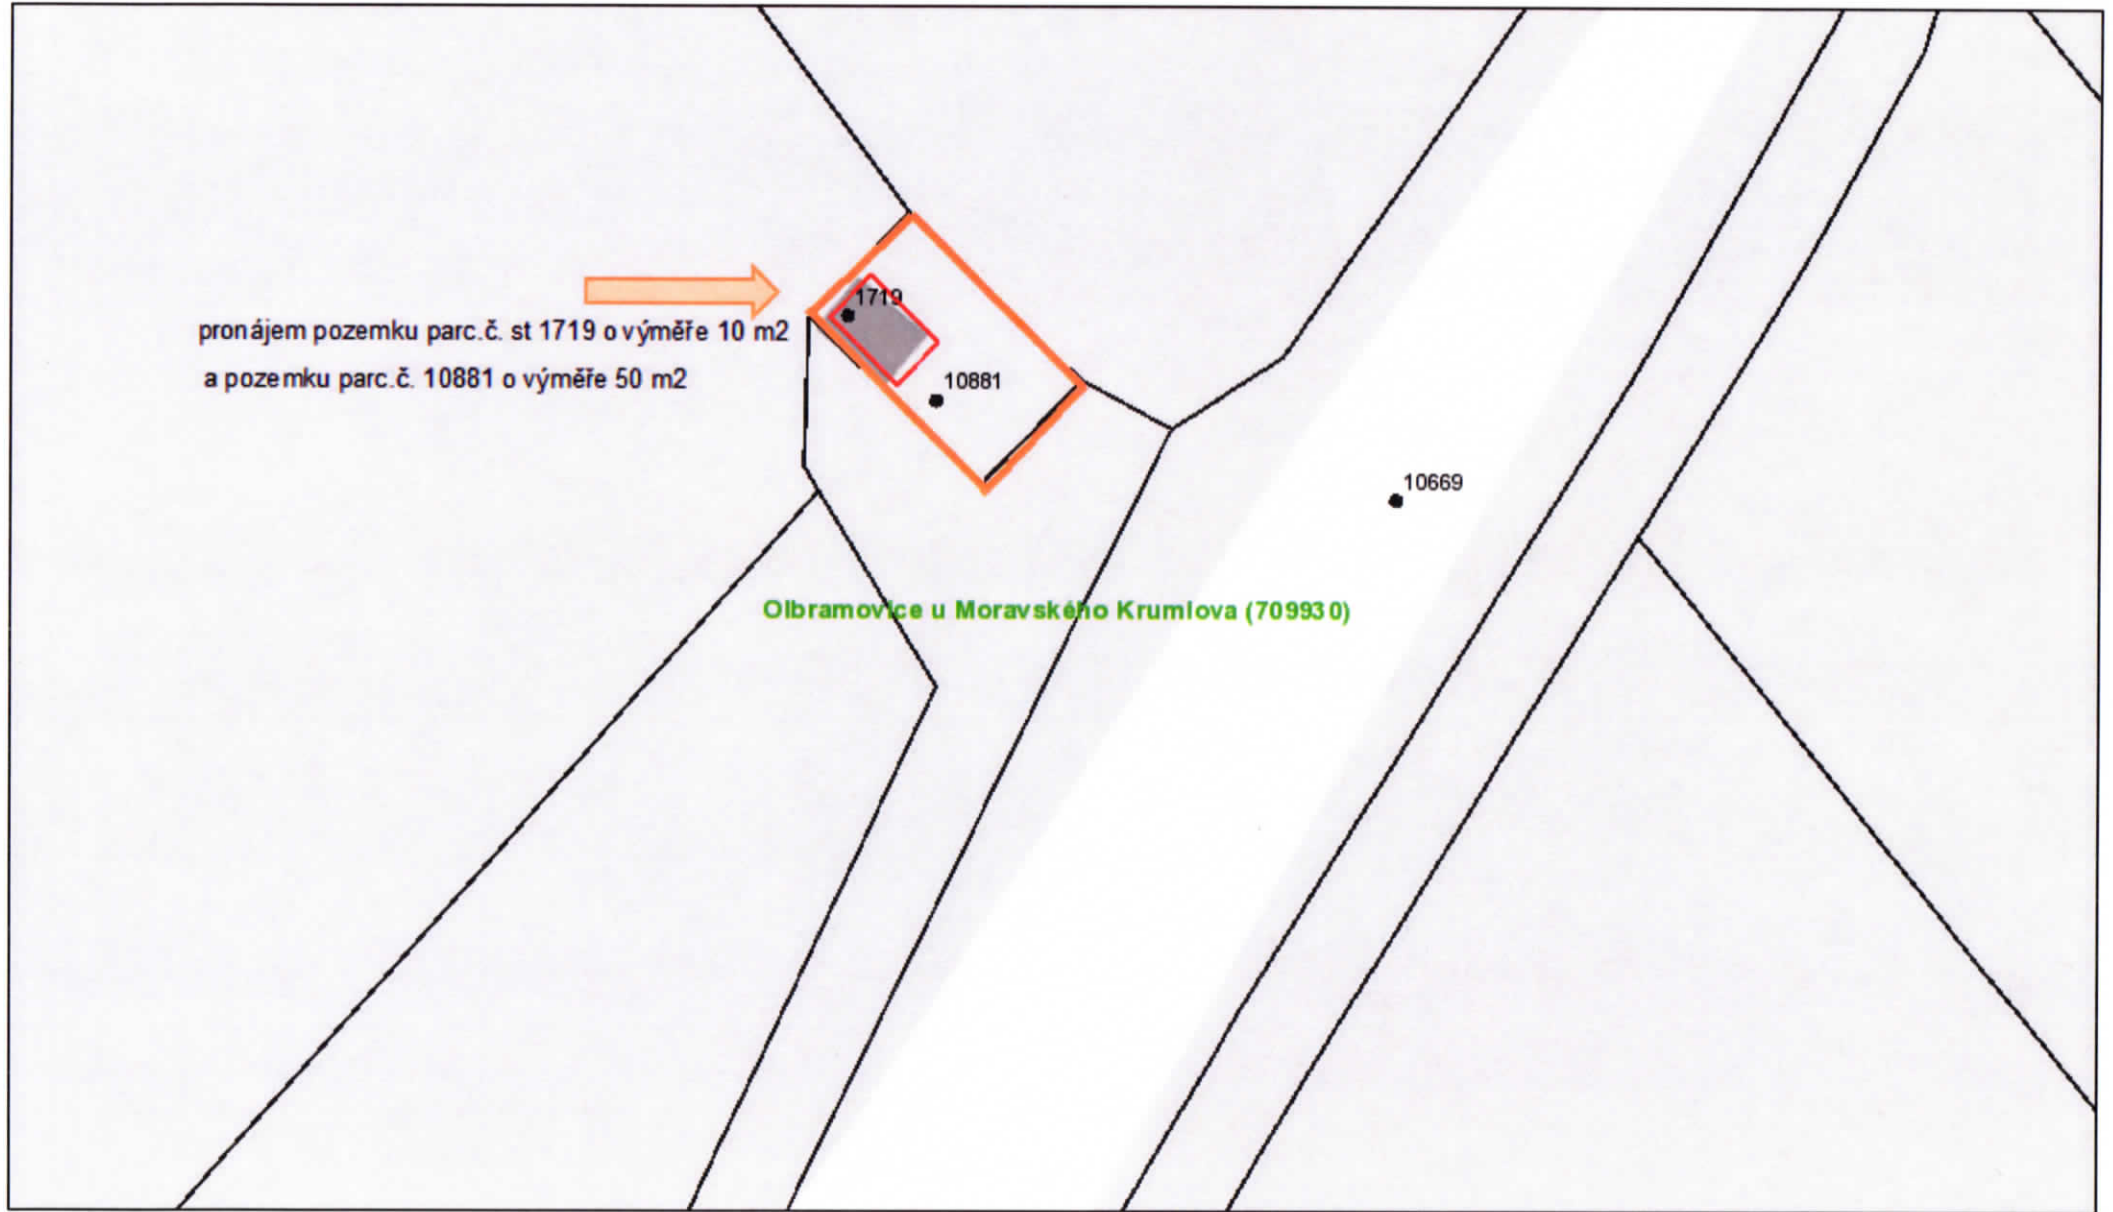 1719
pronájem pozemku parc.č. st 1719 o výměře 10 m2
a pozemku parc.č. 10881 o výměře 50 m2
10881
10669
Olbramovice u Moravského Krumlova (709930)